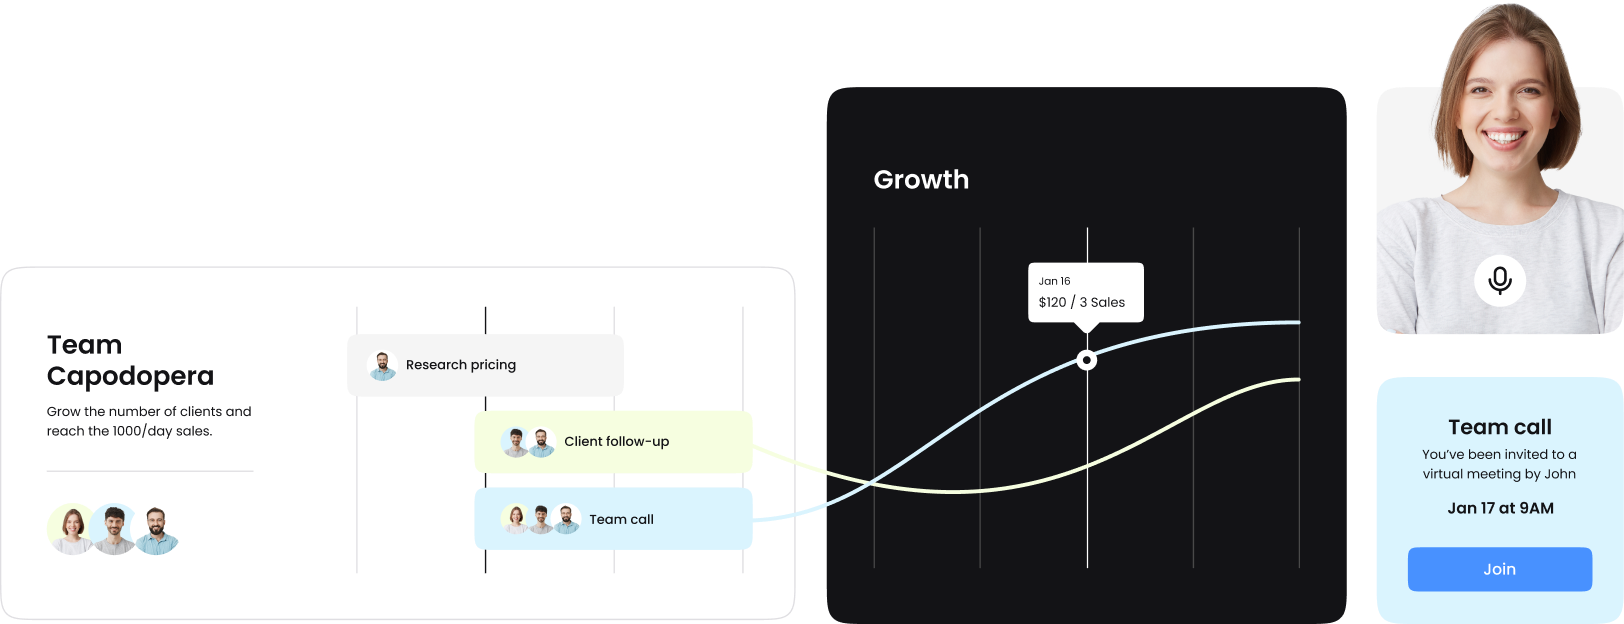 Team
Capodopera
Grow the number of clients and
reach the 1000/day sales.
Research pricing
Client follow-up
Team call
Growth
Jan 16
$120 / 3 Sales
Team call
You’ve been invited to a
virtual meeting by John
Jan 17 at 9AM
Join